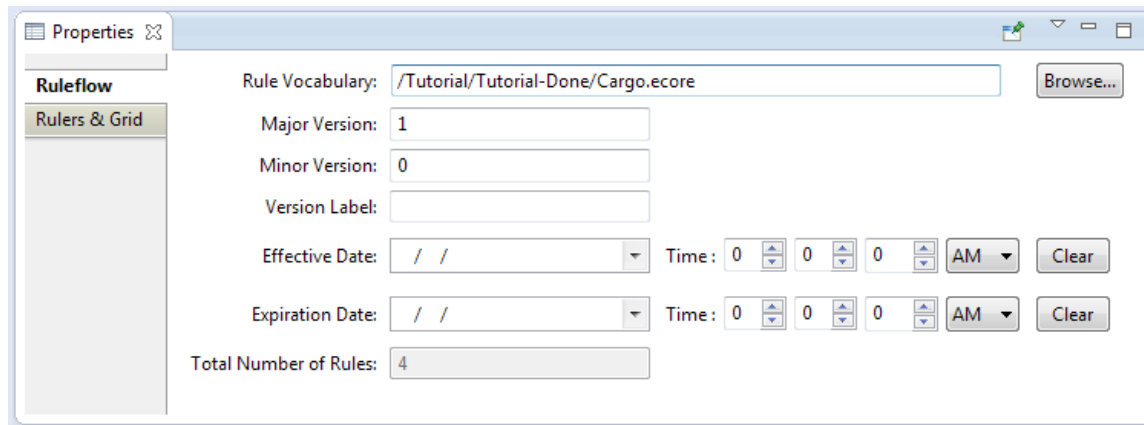 Properties
Ruleflow
Rulers & Grid
Rule Vocabulary: /Tutorial/Tutorial-Done/Cargo.ecore Browse...
Major Version: 1
Minor Version: 0
Version Label:
Effective Date: / / Time : 0 0 0 AM Clear
Expiration Date: / / Time : 0 0 0 AM Clear
Total Number of Rules: 4